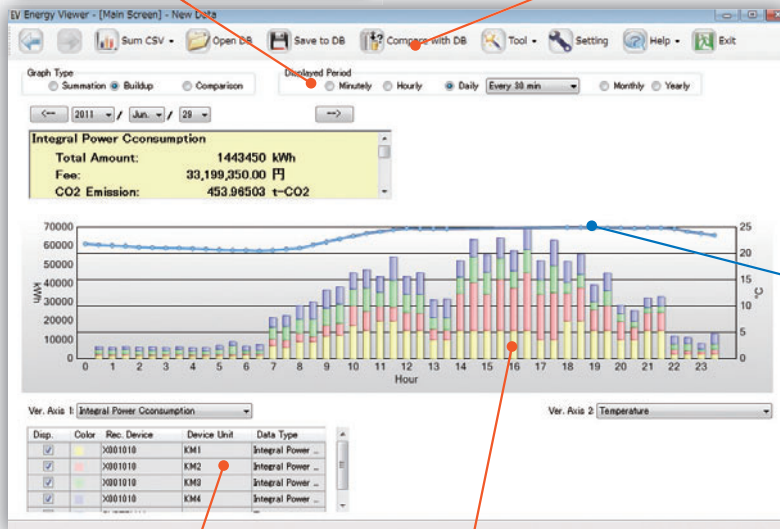 EV Energy Viewer - [Main Screen] - New Data
Sum CSV Open DB Save to DB Compare with DB Tool Setting Help Exit
Graph Type Displayed Period
Summation Buildup Comparison Minutely Hourly Daily Every 30 min Monthly Yearly
<-- 2011 / Jun. / 29 -->
Integral Power Cconsumption
Total Amount: 1443450 kWh
Fee: 33,199,350.00 円
CO2 Emission: 453.96503 t-CO2
70000 25
60000
50000 20
40000 15
kWh °C
30000 10
20000
10000 5
0 0
0 1 2 3 4 5 6 7 8 9 10 11 12 13 14 15 16 17 18 19 20 21 22 23
Hour
Ver. Axis 1: Integral Power Cconsumption Ver. Axis 2: Temperature
Disp. Color Rec. Device Device Unit Data Type
X001010 KM1 Integral Power ...
X001010 KM2 Integral Power ...
X001010 KM3 Integral Power ...
X001010 KM4 Integral Power ...